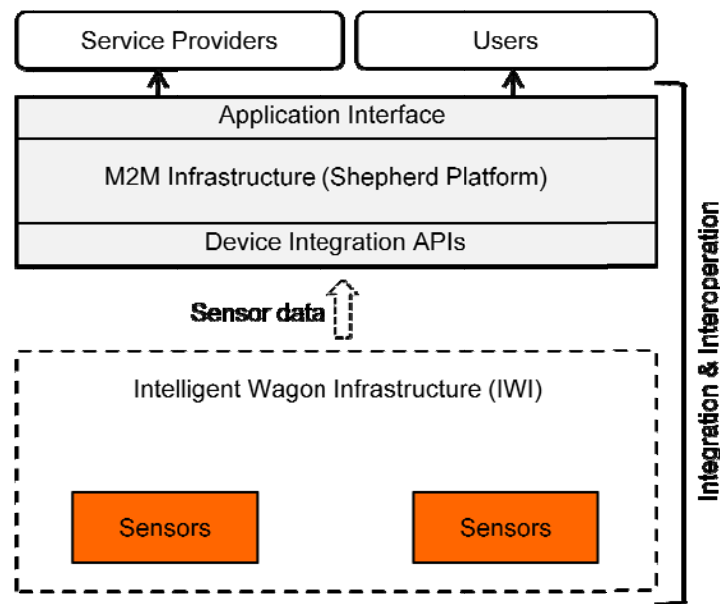 Service Providers
Users
Application Interface
M2M Infrastructure (Shepherd Platform)
Device Integration APIs
Sensor data
Intelligent Wagon Infrastructure (IWI)
Sensors
Sensors
Integration & Interoperation